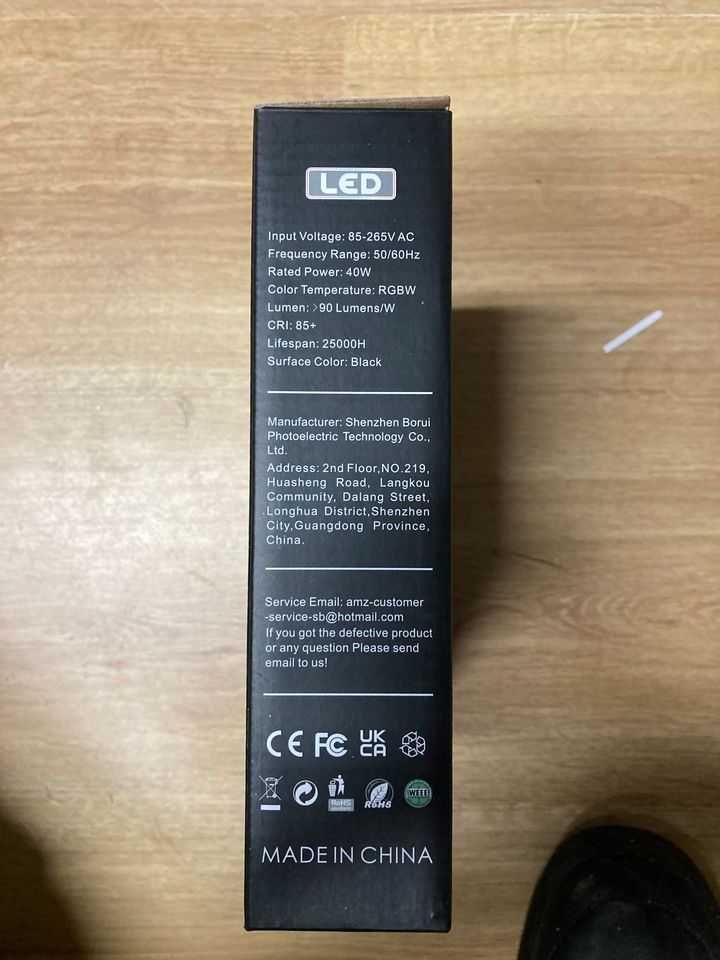 LED
Input Voltage: 85-265V AC
Frequency Range: 50/60Hz
Rated Power: 40W
Color Temperature: RGBW
Lumen: >90 Lumens/W
CRI: 85+
Lifespan: 25000H
Surface Color: Black
Manufacturer: Shenzhen Borui
Photoelectric Technology Co.,
Ltd.
Address: 2nd Floor,NO.219,
Huasheng Road, Langkou
Community, Dalang Street,
Longhua District,Shenzhen
City,Guangdong Province,
China.
Service Email: amz-customer
-service-sb@hotmail.com
If you got the defective product
or any question Please send
email to us!
CE FC UK
CA
RoHS RoHS WEEE
MADE IN CHINA